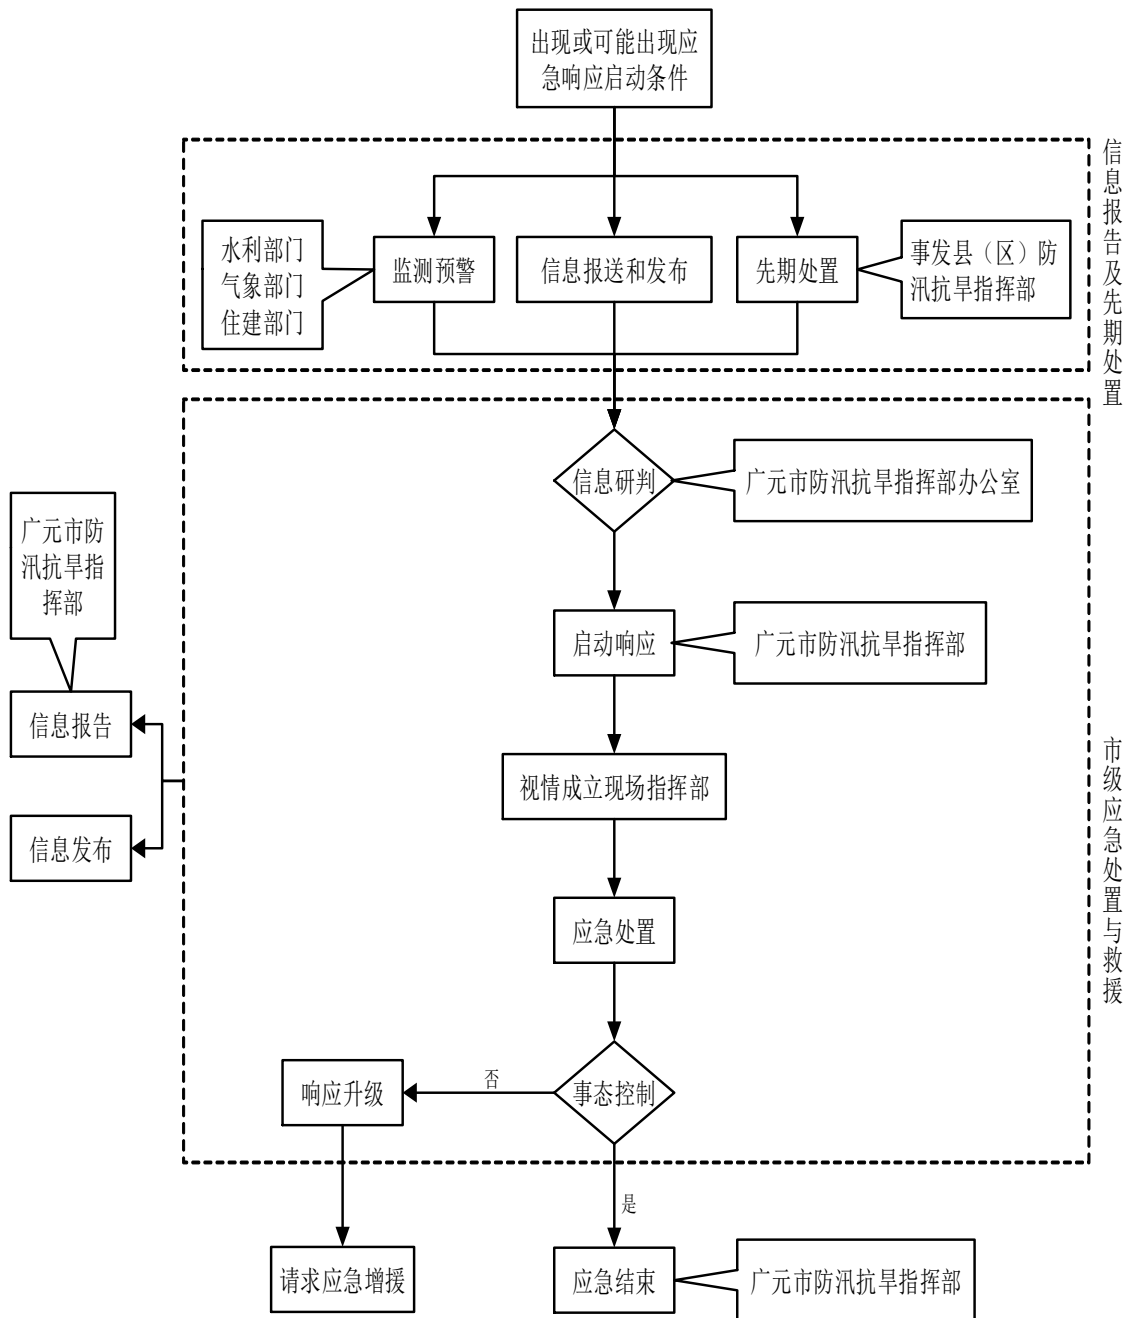 出现或可能出现应
急响应启动条件
信息报告及先期处置
水利部门
气象部门
住建部门
监测预警
信息报送和发布
先期处置
事发县（区）防
汛抗旱指挥部
信息研判
广元市防汛抗旱指挥部办公室
广元市防
汛抗旱指
挥部
启动响应
广元市防汛抗旱指挥部
信息报告
视情成立现场指挥部
市级应急处置与救援
信息发布
应急处置
响应升级
否
事态控制
是
请求应急增援
应急结束
广元市防汛抗旱指挥部